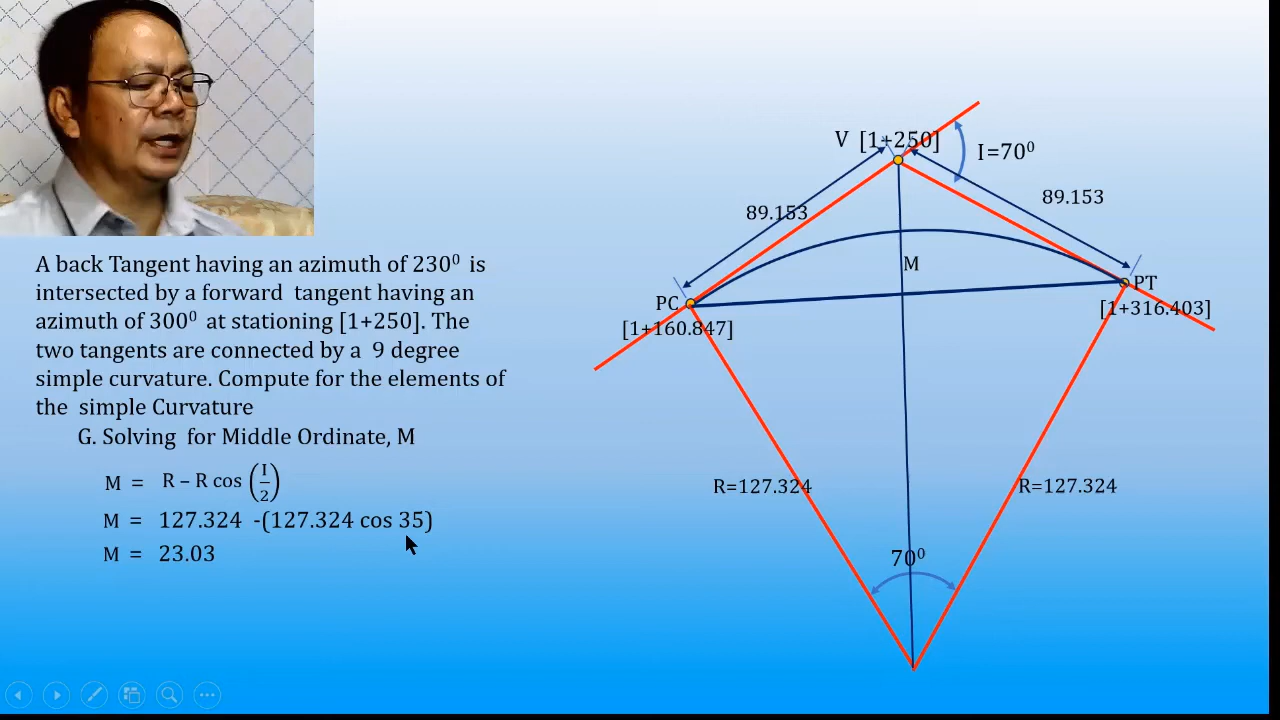 A back Tangent having an azimuth of 230⁰ is
intersected by a forward tangent having an
azimuth of 300⁰ at stationing [1+250]. The
two tangents are connected by a 9 degree
simple curvature. Compute for the elements of
the simple Curvature
G. Solving for Middle Ordinate, M
M = R – R cos (I/2)
M = 127.324 -(127.324 cos 35)
M = 23.03
V [1+250]
I=70⁰
89.153
89.153
M
PC
[1+160.847]
PT
[1+316.403]
R=127.324
R=127.324
70⁰